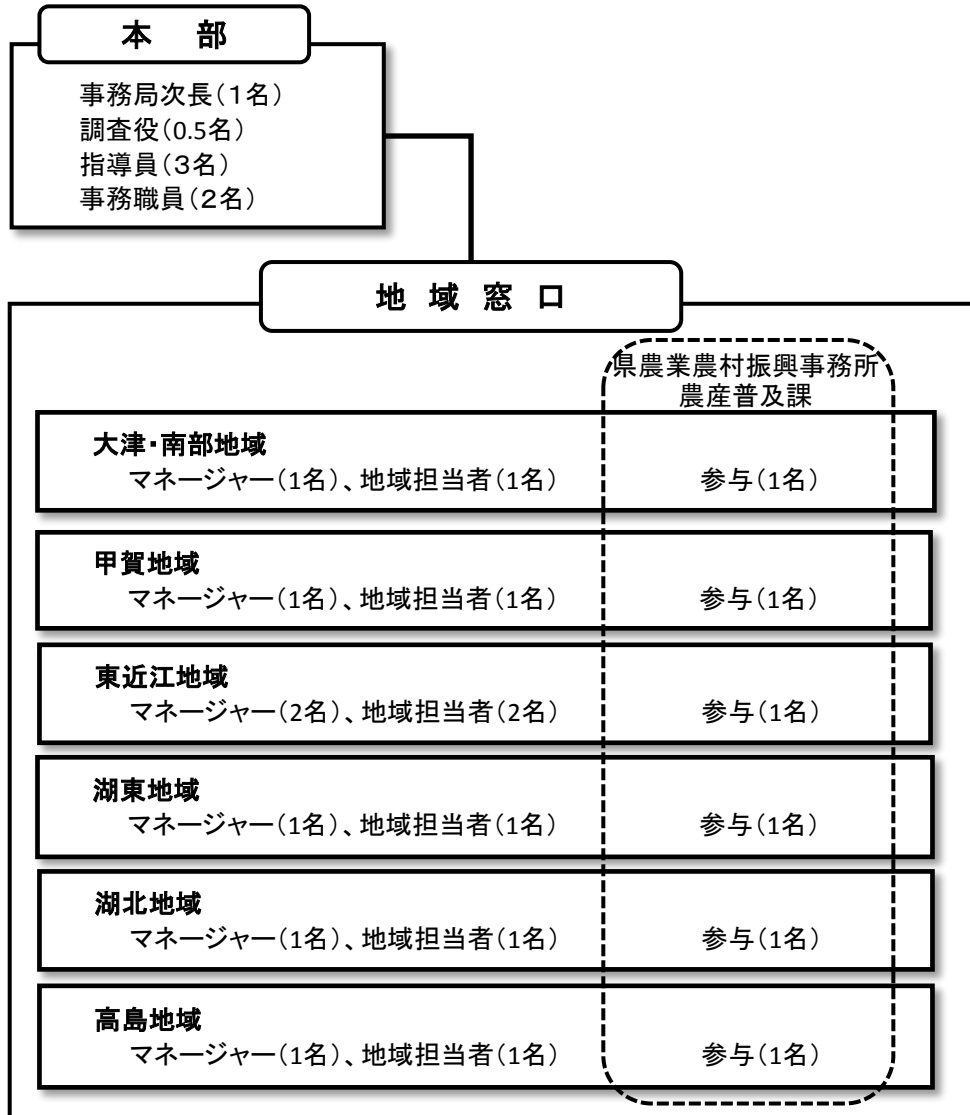 本 部
事務局次長(1名)
調査役(0.5名)
指導員(3名)
事務職員(2名)
地 域 窓 口
県農業農村振興事務所
農産普及課
大津・南部地域
マネージャー(1名)、地域担当者(1名) 参与(1名)
甲賀地域
マネージャー(1名)、地域担当者(1名) 参与(1名)
東近江地域
マネージャー(2名)、地域担当者(2名) 参与(1名)
湖東地域
マネージャー(1名)、地域担当者(1名) 参与(1名)
湖北地域
マネージャー(1名)、地域担当者(1名) 参与(1名)
高島地域
マネージャー(1名)、地域担当者(1名) 参与(1名)